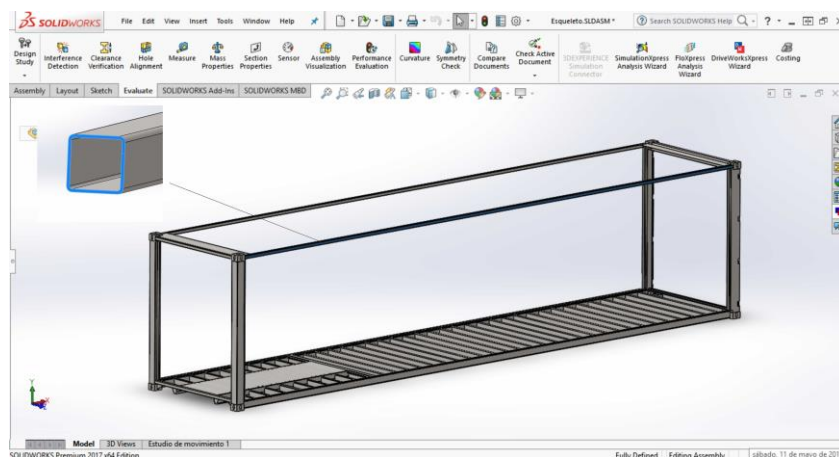 SOLIDWORKS File Edit View Insert Tools Window Help Esqueleto.SLDASM * Search SOLIDWORKS Help
Design Study Interference Detection Clearance Verification Hole Alignment Measure Mass Properties Section Properties Sensor Assembly Visualization Performance Evaluation Curvature Symmetry Check Compare Documents Check Active Document 3DEXPERIENCE Simulation Connector SimulationXpress Analysis Wizard FloXpress Analysis Wizard DriveWorksXpress Wizard Costing
Assembly Layout Sketch Evaluate SOLIDWORKS Add-Ins SOLIDWORKS MBD
Y
Model 3D Views Estudio de movimiento 1
SOLIDWORKS Premium 2017 x64 Edition Fully Defined Editing Assembly sábado, 11 de mayo de 20